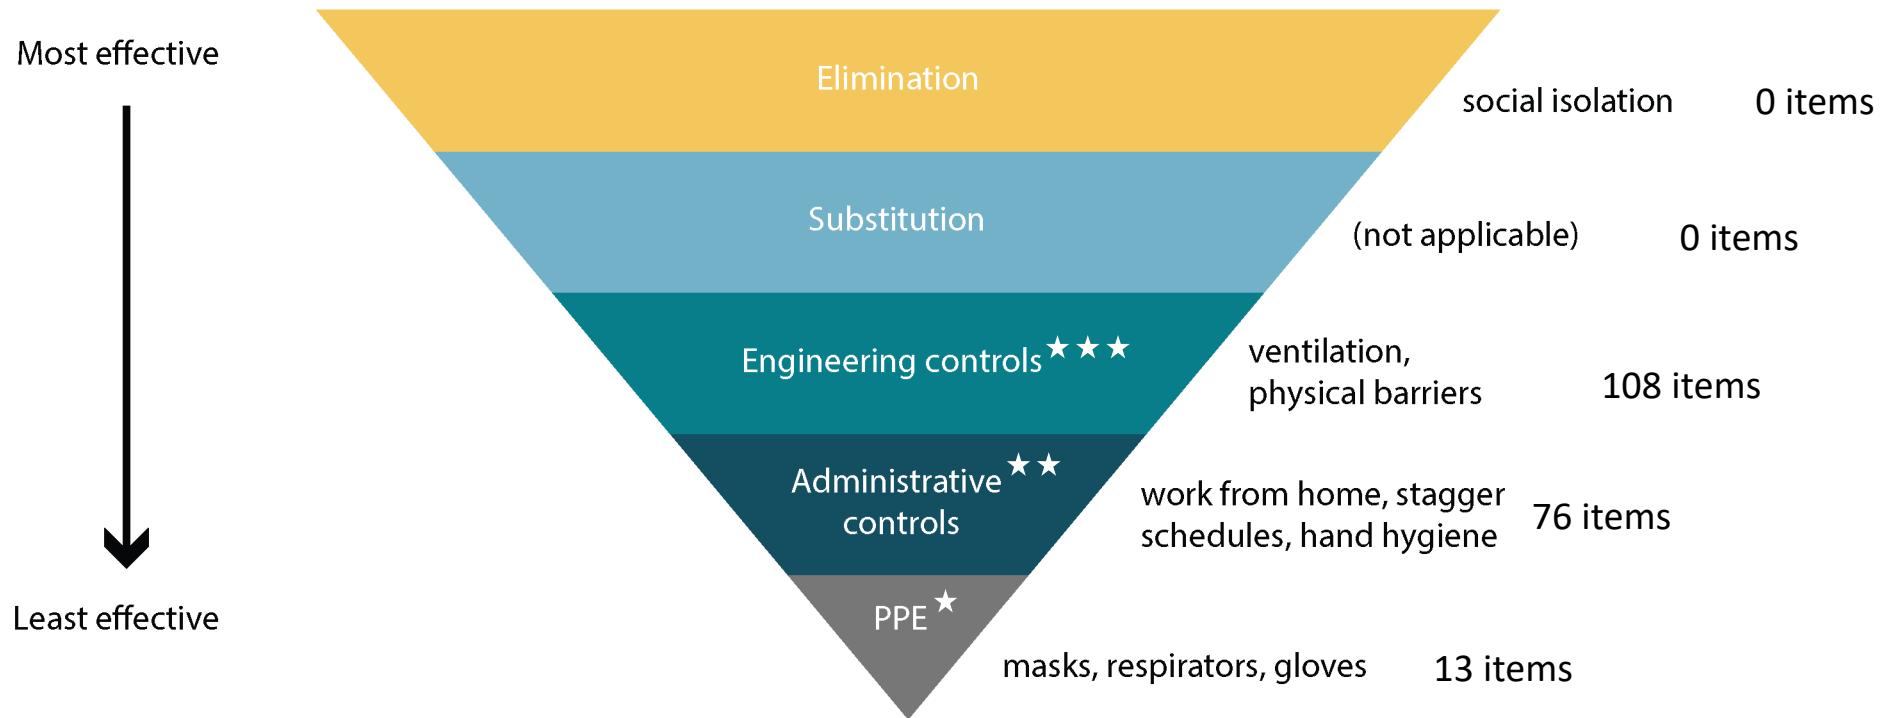 Most effective
Elimination
social isolation 0 items
Substitution
(not applicable) 0 items
Engineering controls ★ ★ ★
ventilation,
physical barriers
108 items
Administrative ★ ★
controls
work from home, stagger
schedules, hand hygiene
76 items
Least effective
PPE ★
masks, respirators, gloves 13 items